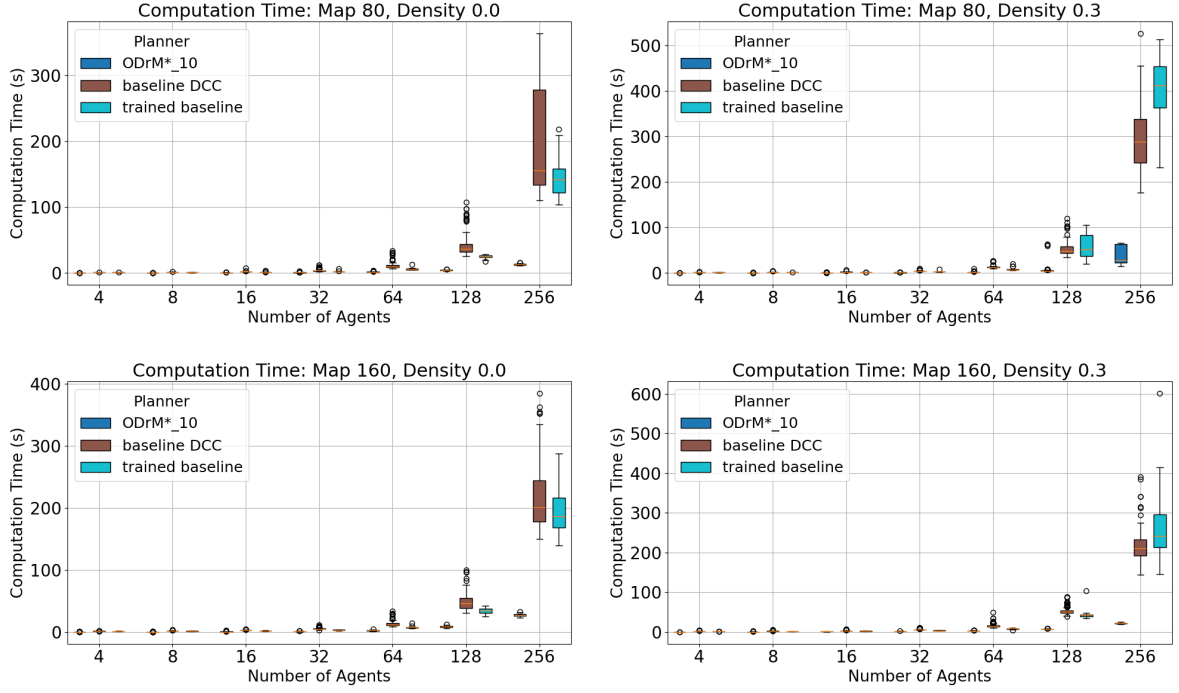 Computation Time: Map 80, Density 0.0
Computation Time (s)
300
200
100
0
Planner
ODrM*_10
baseline DCC
trained baseline
4 8 16 32 64 128 256
Number of Agents
Computation Time: Map 80, Density 0.3
Computation Time (s)
500
400
300
200
100
0
Planner
ODrM*_10
baseline DCC
trained baseline
4 8 16 32 64 128 256
Number of Agents
Computation Time: Map 160, Density 0.0
Computation Time (s)
400
300
200
100
0
Planner
ODrM*_10
baseline DCC
trained baseline
4 8 16 32 64 128 256
Number of Agents
Computation Time: Map 160, Density 0.3
Computation Time (s)
600
500
400
300
200
100
0
Planner
ODrM*_10
baseline DCC
trained baseline
4 8 16 32 64 128 256
Number of Agents